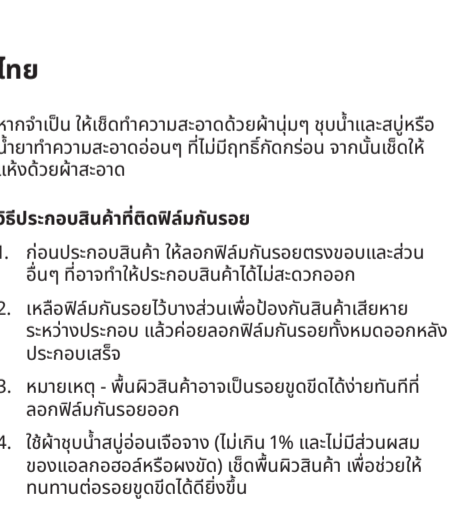 ไทย
หากจำเป็น ให้เช็ดทำความสะอาดด้วยผ้านุ่มๆ ชุบน้ำและสบู่หรือ
น้ำยาทำความสะอาดอ่อนๆ ที่ไม่มีฤทธิ์กัดกร่อน จากนั้นเช็ดให้
แห้งด้วยผ้าสะอาด
วิธีประกอบสินค้าที่ติดฟิล์มกันรอย
1. ก่อนประกอบสินค้า ให้ลอกฟิล์มกันรอยตรงขอบและส่วน
อื่นๆ ที่อาจทำให้ประกอบสินค้าได้ไม่สะดวกออก
2. เหลือฟิล์มกันรอยไว้บางส่วนเพื่อป้องกันสินค้าเสียหาย
ระหว่างประกอบ แล้วค่อยลอกฟิล์มกันรอยทั้งหมดออกหลัง
ประกอบเสร็จ
3. หมายเหตุ - พื้นผิวสินค้าอาจเป็นรอยขูดขีดได้ง่ายทันทีที่
ลอกฟิล์มกันรอยออก
4. ใช้ผ้าชุบน้ำสบู่อ่อนเจือจาง (ไม่เกิน 1% และไม่มีส่วนผสม
ของแอลกอฮอล์หรือผงขัด) เช็ดพื้นผิวสินค้า เพื่อช่วยให้
ทนทานต่อรอยขูดขีดได้ดียิ่งขึ้น